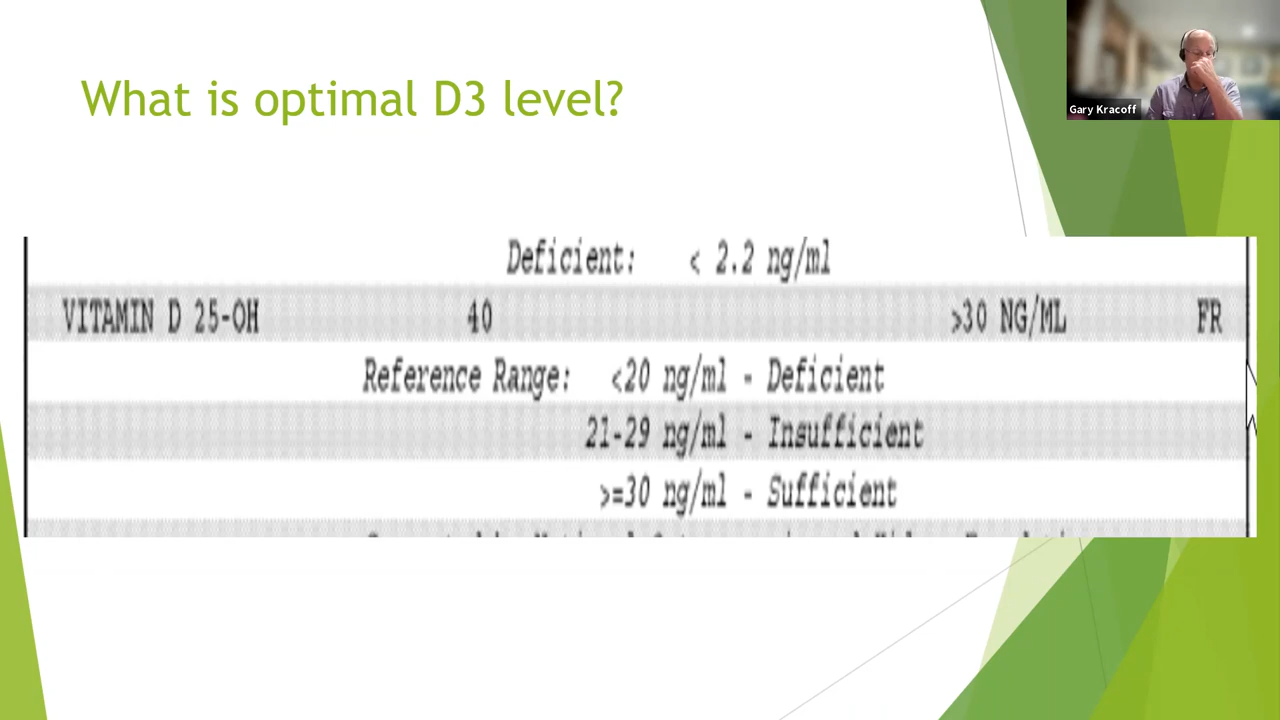 What is optimal D3 level?
Gary Kracoff
Deficient: < 2.2 ng/ml
VITAMIN D 25-OH 40 >30 NG/ML FR
Reference Range: <20 ng/ml - Deficient
21-29 ng/ml - Insufficient
>=30 ng/ml - Sufficient